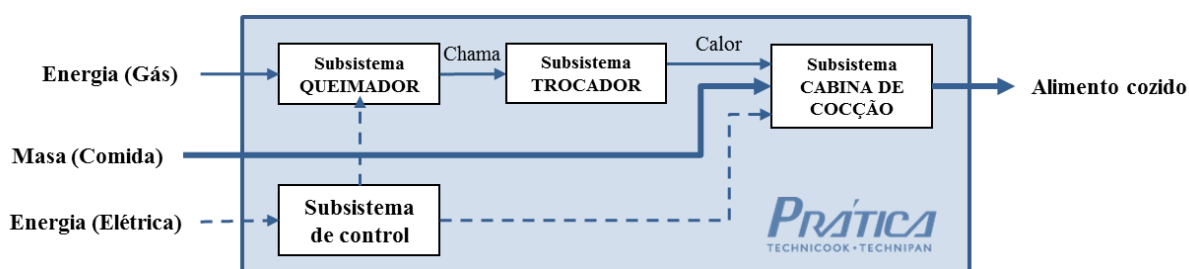 Energia (Gás)
Subsistema
QUEIMADOR
Chama
Subsistema
TROCADOR
Calor
Subsistema
CABINA DE
COCÇÃO
Alimento cozido
Masa (Comida)
Energia (Elétrica)
Subsistema
de control
PRÁTICA
TECHNICOOK • TECHNIPAN